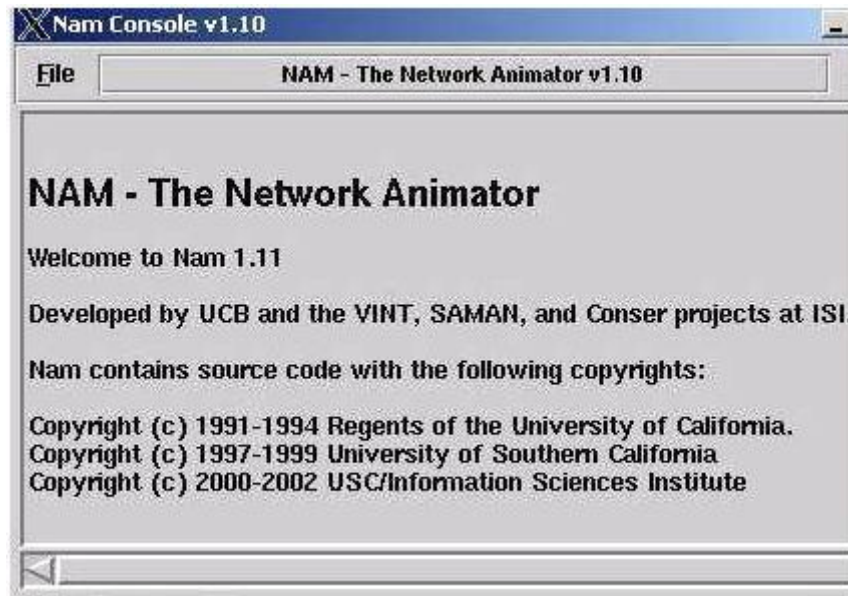 Nam Console v1.10
File NAM - The Network Animator v1.10
NAM - The Network Animator
Welcome to Nam 1.11
Developed by UCB and the VINT, SAMAN, and Conser projects at ISI.
Nam contains source code with the following copyrights:
Copyright (c) 1991-1994 Regents of the University of California.
Copyright (c) 1997-1999 University of Southern California
Copyright (c) 2000-2002 USC/Information Sciences Institute